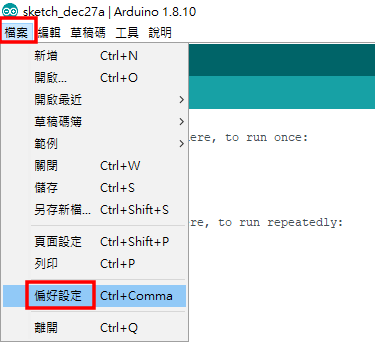 sketch_dec27a | Arduino 1.8.10
檔案 編輯 草稿碼 工具 說明
新增 Ctrl+N
開啟... Ctrl+O
開啟最近
草稿碼簿
範例
關閉 Ctrl+W
儲存 Ctrl+S
另存新檔... Ctrl+Shift+S
頁面設定 Ctrl+Shift+P
列印 Ctrl+P
偏好設定 Ctrl+Comma
離開 Ctrl+Q
ere, to run once:
re, to run repeatedly: